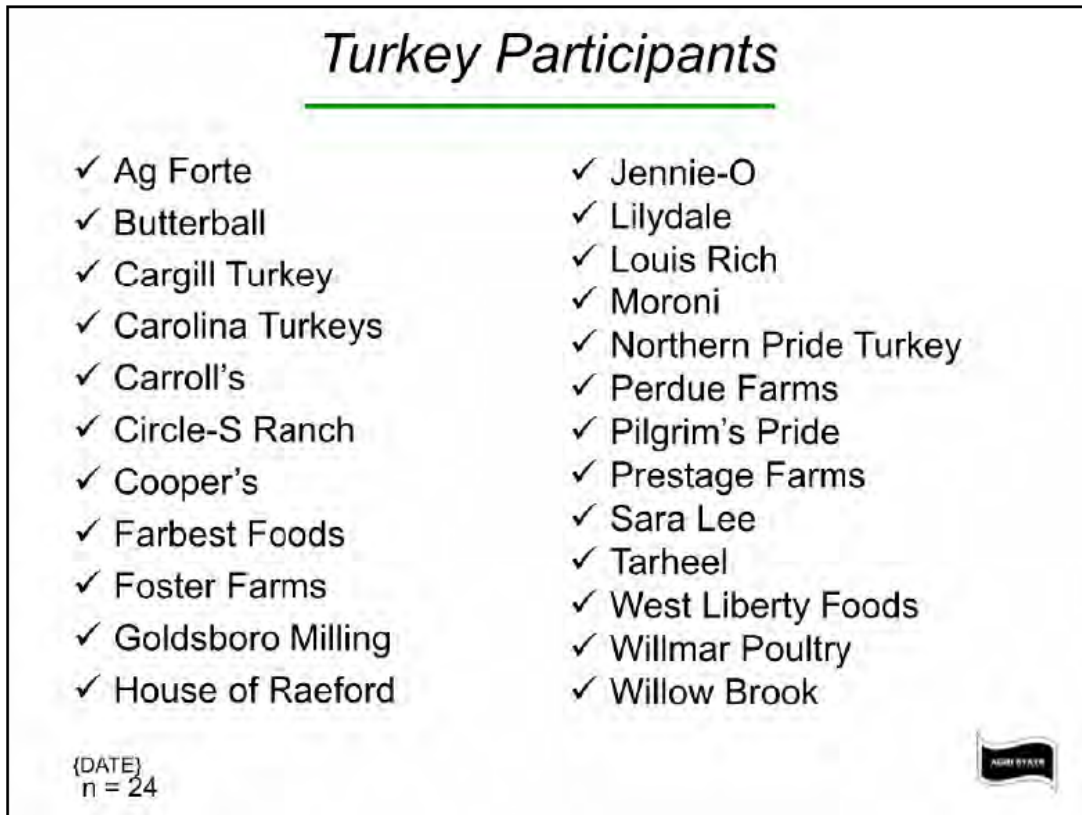 Turkey Participants
✓ Ag Forte
✓ Butterball
✓ Cargill Turkey
✓ Carolina Turkeys
✓ Carroll's
✓ Circle-S Ranch
✓ Cooper's
✓ Farbest Foods
✓ Foster Farms
✓ Goldsboro Milling
✓ House of Raeford
✓ Jennie-O
✓ Lilydale
✓ Louis Rich
✓ Moroni
✓ Northern Pride Turkey
✓ Perdue Farms
✓ Pilgrim's Pride
✓ Prestage Farms
✓ Sara Lee
✓ Tarheel
✓ West Liberty Foods
✓ Willmar Poultry
✓ Willow Brook
{DATE}
n = 24
AGRI STATS